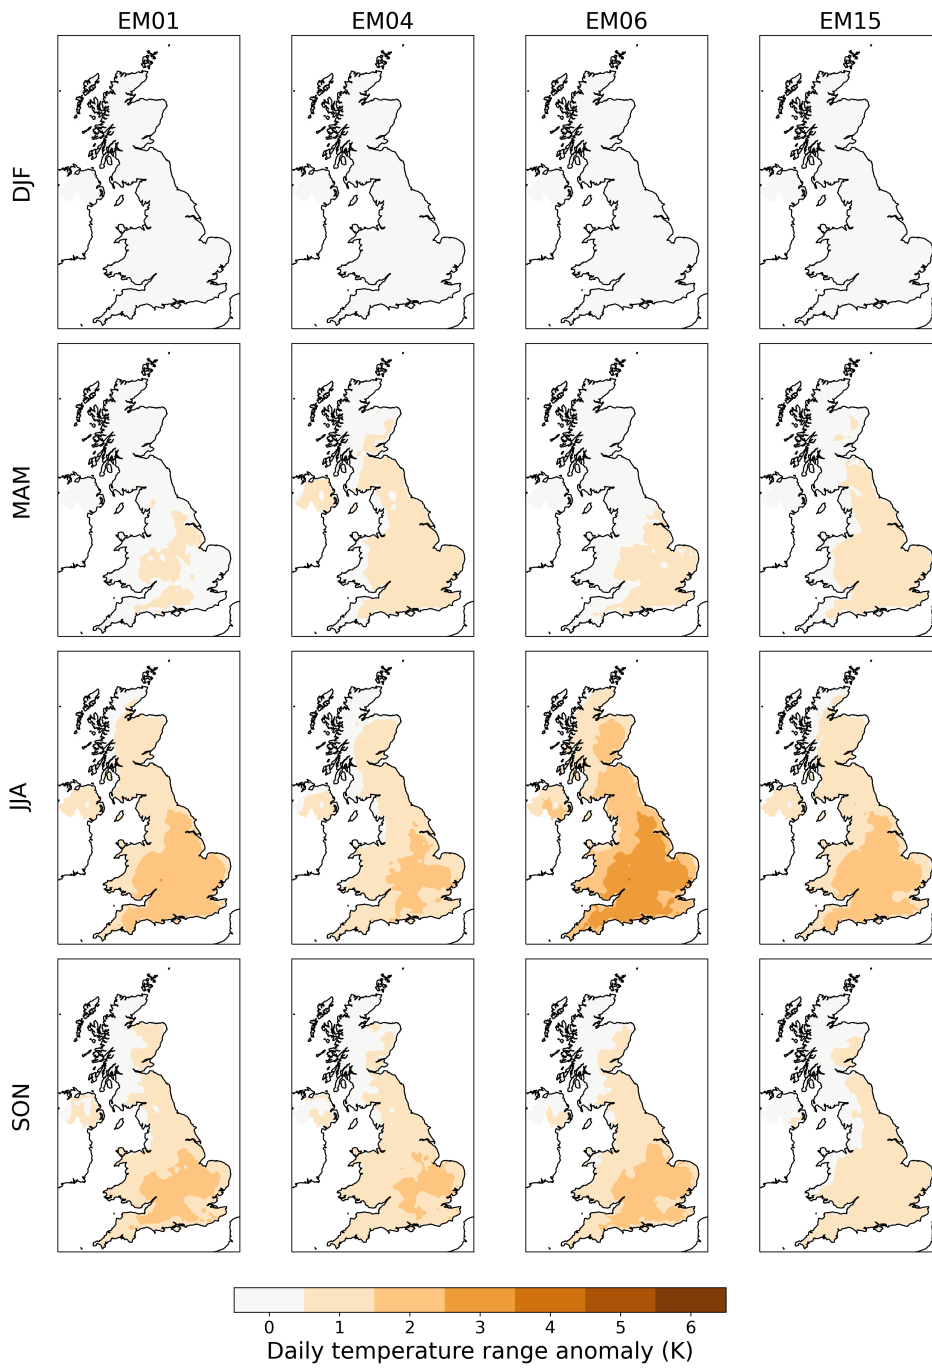 EM01 EM04 EM06 EM15
DJF
MAM
JJA
SON
0 1 2 3 4 5 6
Daily temperature range anomaly (K)